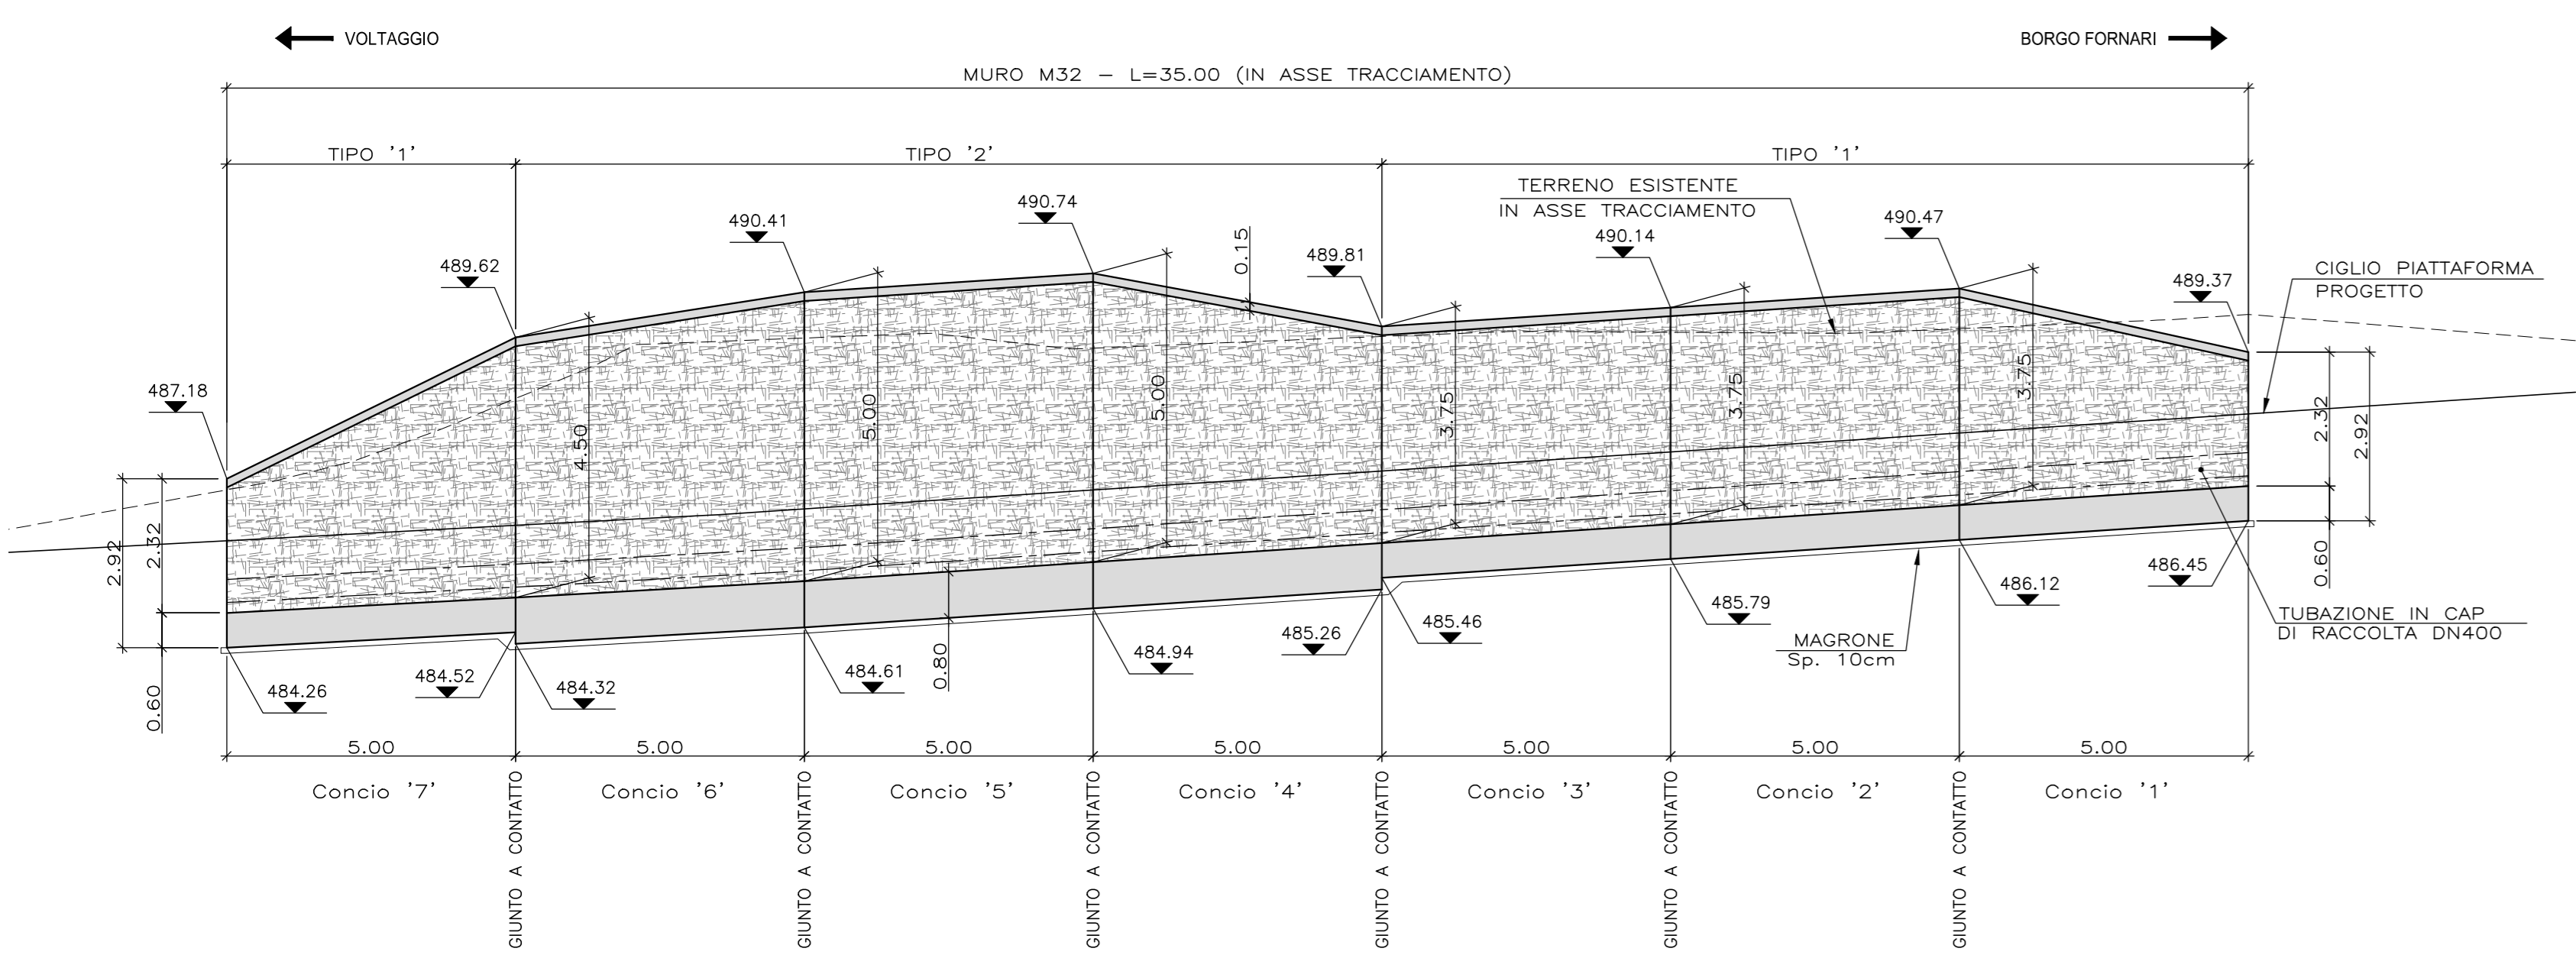 VOLTAGGIO
BORGO FORNARI
MURO M32 – L=35.00 (IN ASSE TRACCIAMENTO)
TIPO '1'
TIPO '2'
TIPO '1'
TERRENO ESISTENTE
IN ASSE TRACCIAMENTO
CIGLIO PIATTAFORMA
PROGETTO
487.18
489.62
490.41
490.74
0.15
489.81
490.14
490.47
489.37
2.92
2.32
0.60
4.50
5.00
5.00
3.75
3.75
3.75
2.32
2.92
0.60
484.26
484.52
484.32
484.61
0.80
484.94
485.26
485.46
485.79
486.12
486.45
MAGRONE
Sp. 10cm
TUBAZIONE IN CAP
DI RACCOLTA DN400
5.00
5.00
5.00
5.00
5.00
5.00
5.00
Concio '7'
Concio '6'
Concio '5'
Concio '4'
Concio '3'
Concio '2'
Concio '1'
GIUNTO A CONTATTO
GIUNTO A CONTATTO
GIUNTO A CONTATTO
GIUNTO A CONTATTO
GIUNTO A CONTATTO
GIUNTO A CONTATTO